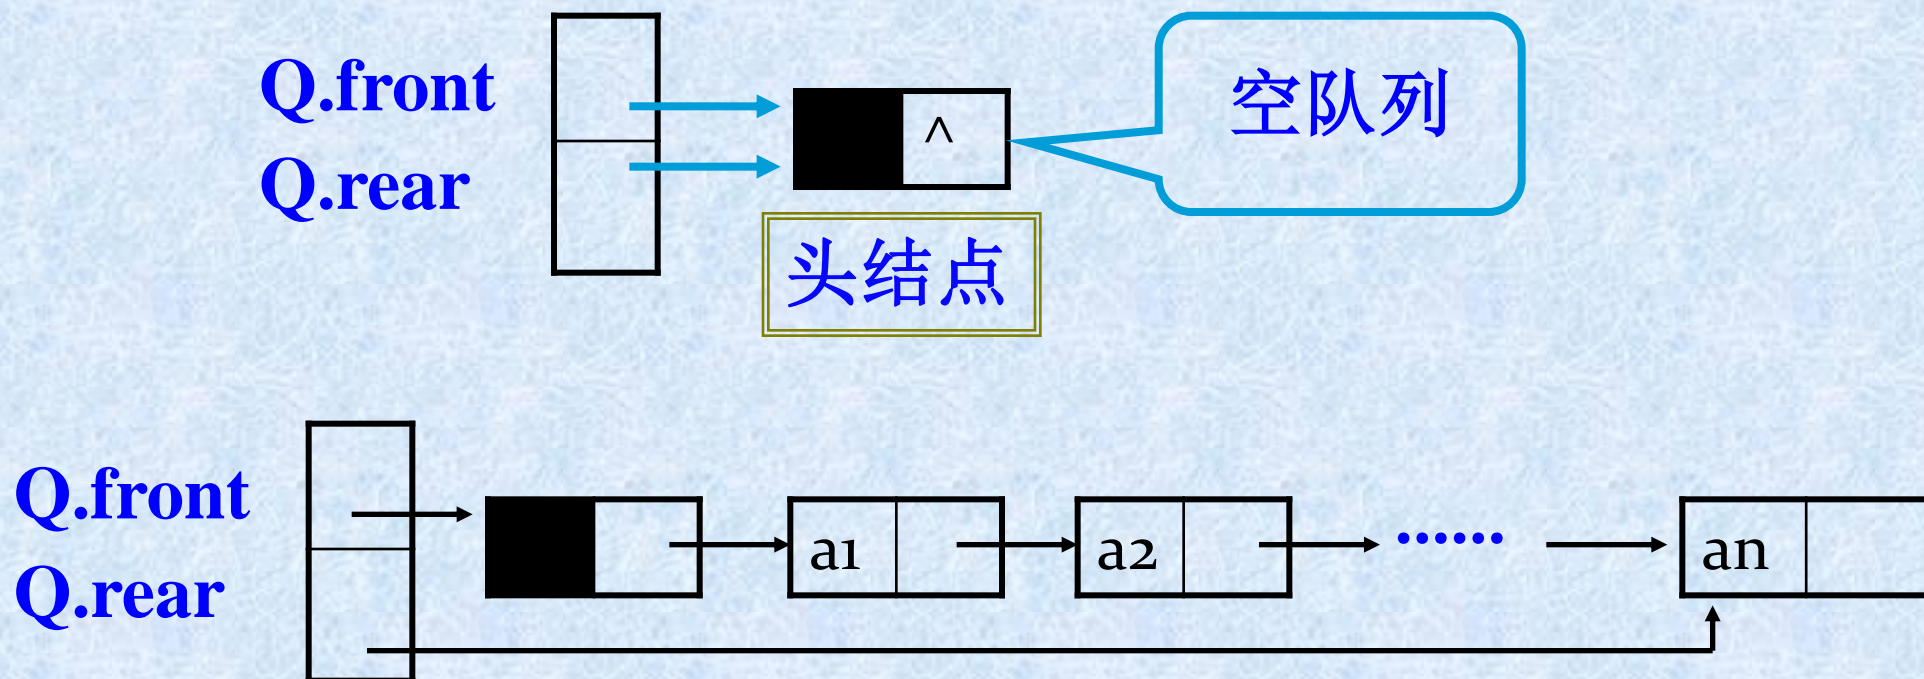 Q.front
^
空队列
Q.rear
头结点
Q.front
a1
a2
......
an
Q.rear